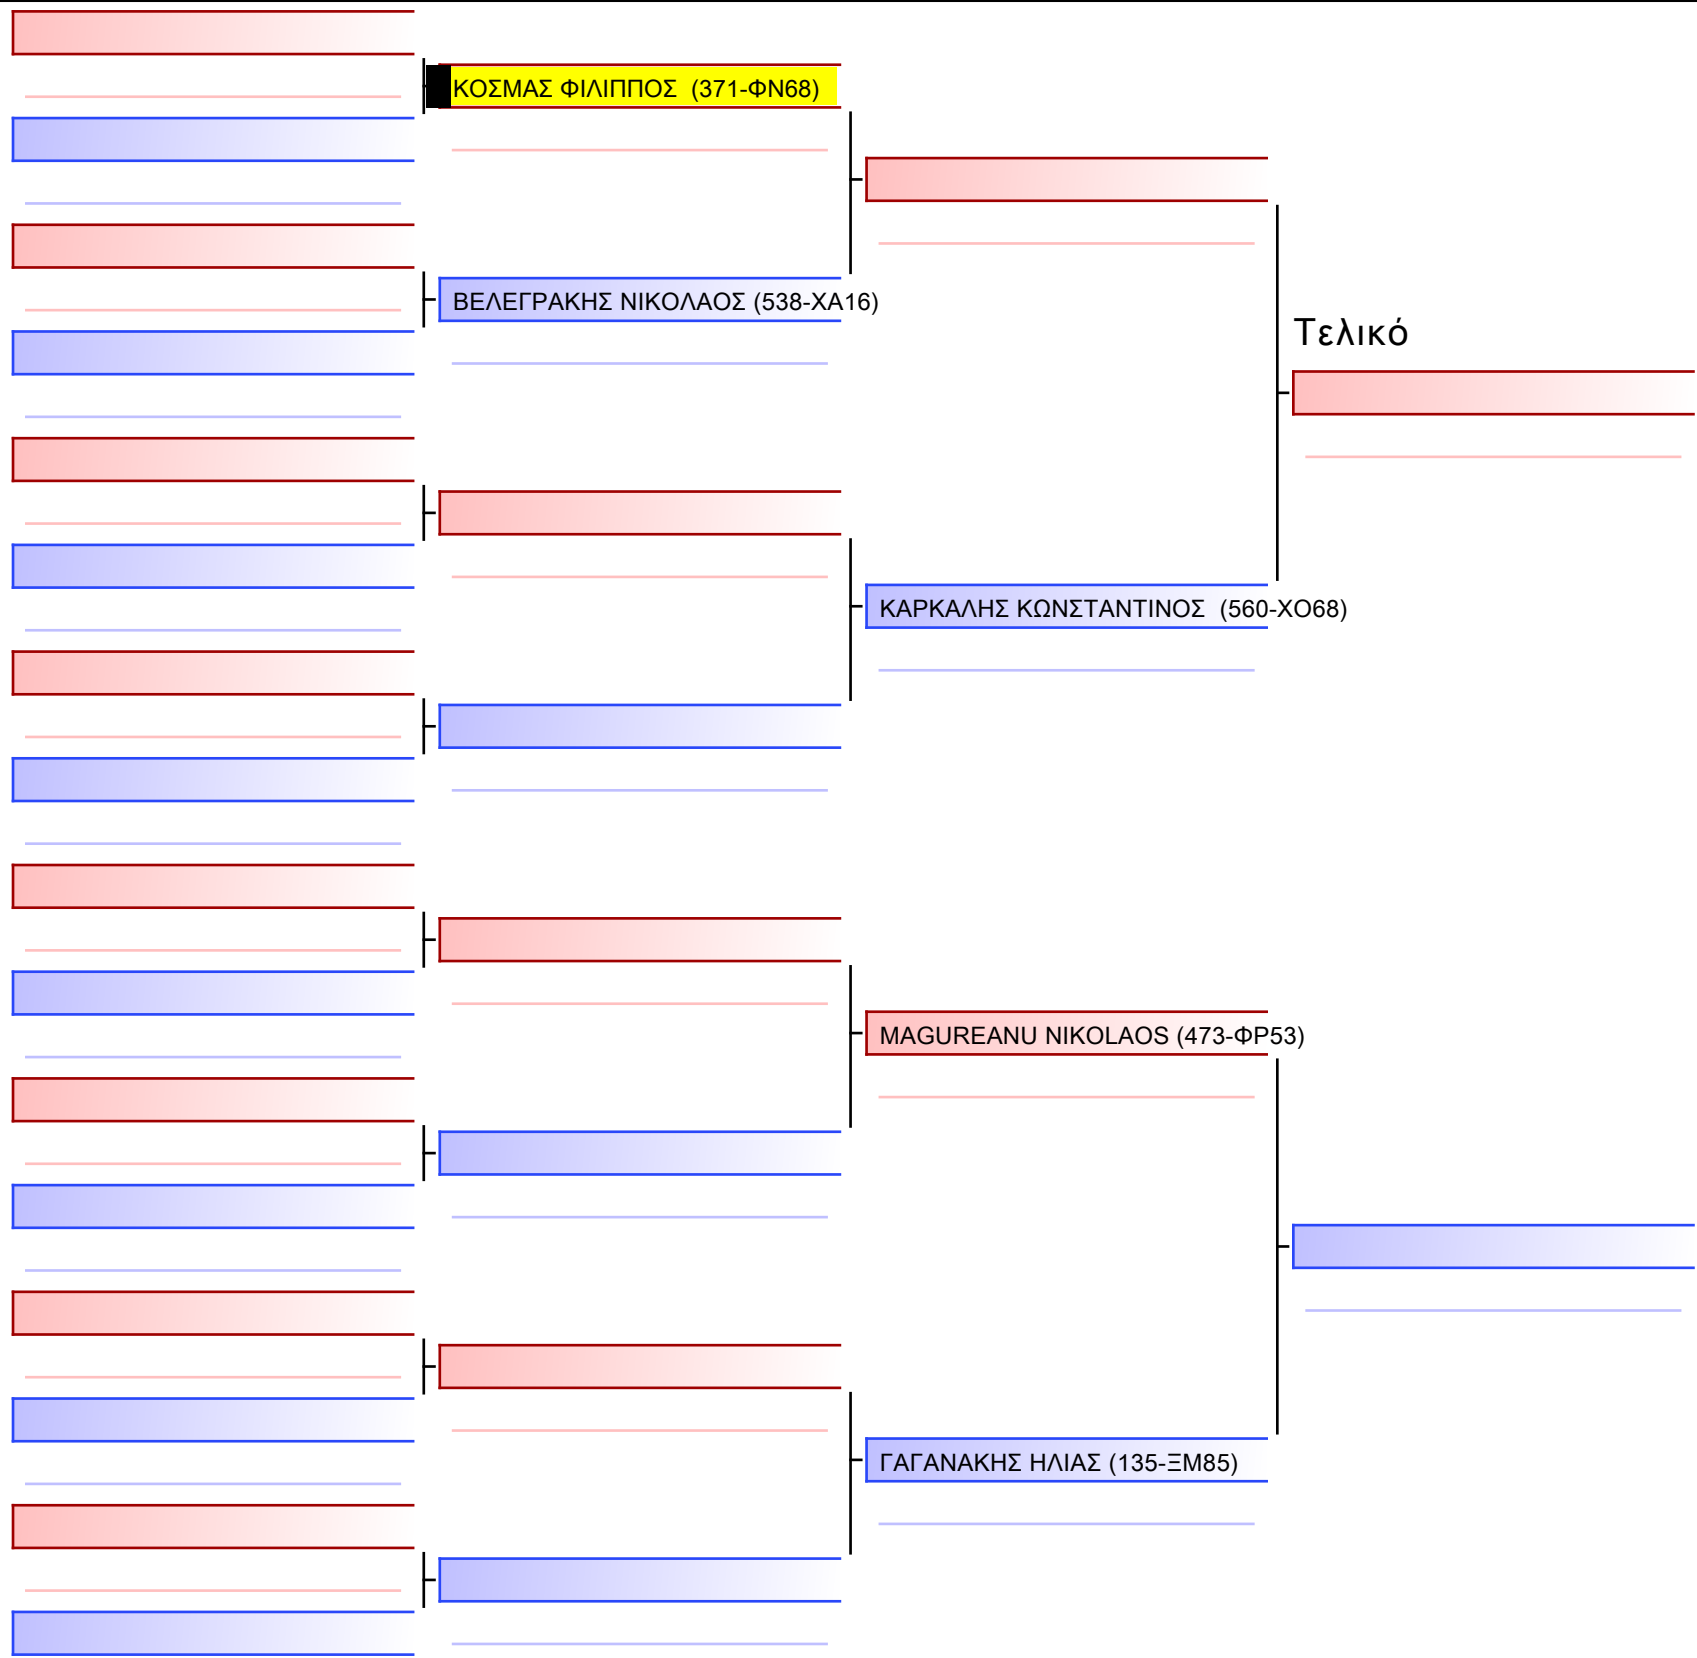 ΚΟΣΜΑΣ ΦΙΛΙΠΠΟΣ (371-ΦΝ68)
ΒΕΛΕΓΡΑΚΗΣ ΝΙΚΟΛΑΟΣ (538-ΧΑ16)
Τελικό
ΚΑΡΚΑΛΗΣ ΚΩΝΣΤΑΝΤΙΝΟΣ (560-ΧΟ68)
MAGUREANU NIKOLAOS (473-ΦΡ53)
ΓΑΓΑΝΑΚΗΣ ΗΛΙΑΣ (135-ΞΜ85)